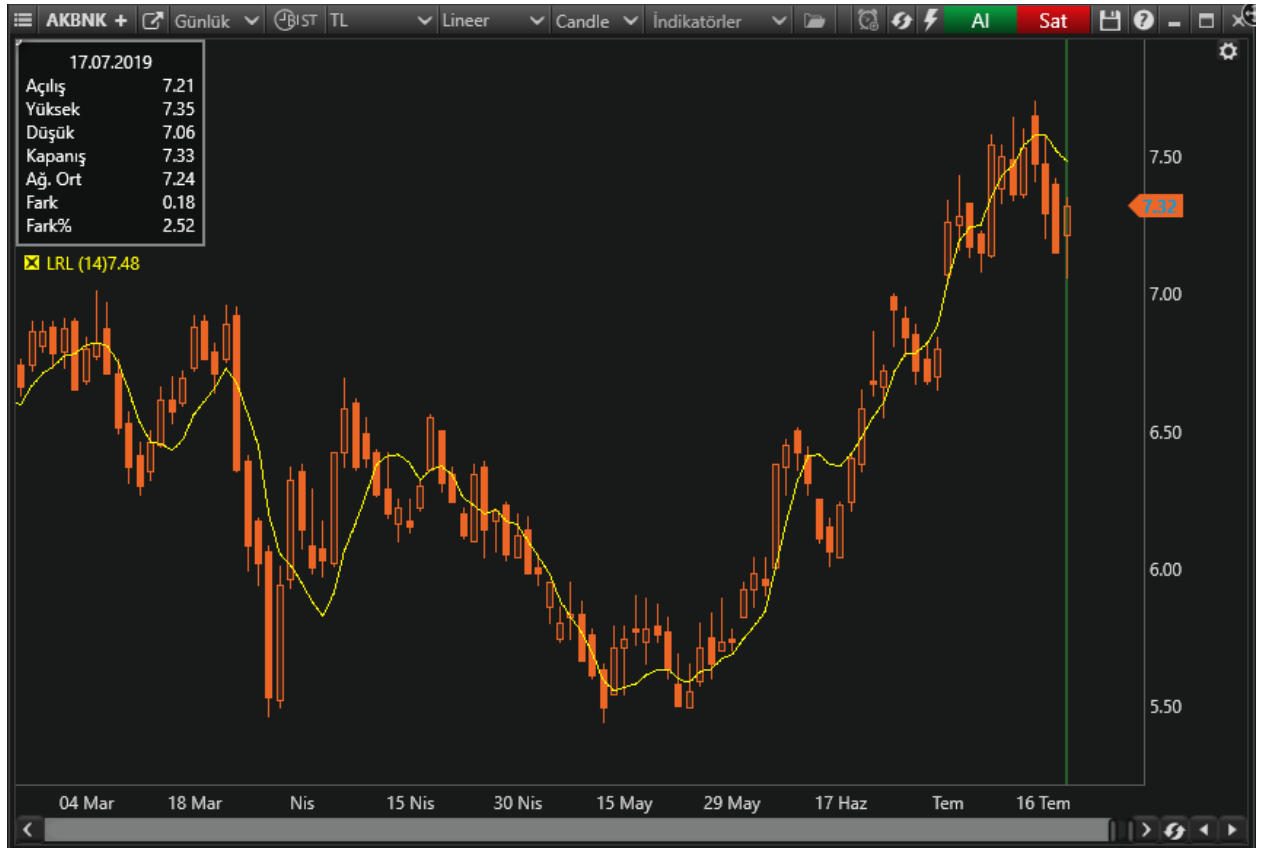 AKBNK + Günlük BIST TL Lineer Candle İndikatörler Al Sat
17.07.2019
Açılış 7.21
Yüksek 7.35
Düşük 7.06
Kapanış 7.33
Ağ. Ort 7.24
Fark 0.18
Fark% 2.52
LRL (14)7.48
7.50
7.32
7.00
6.50
6.00
5.50
04 Mar 18 Mar Nis 15 Nis 30 Nis 15 May 29 May 17 Haz Tem 16 Tem